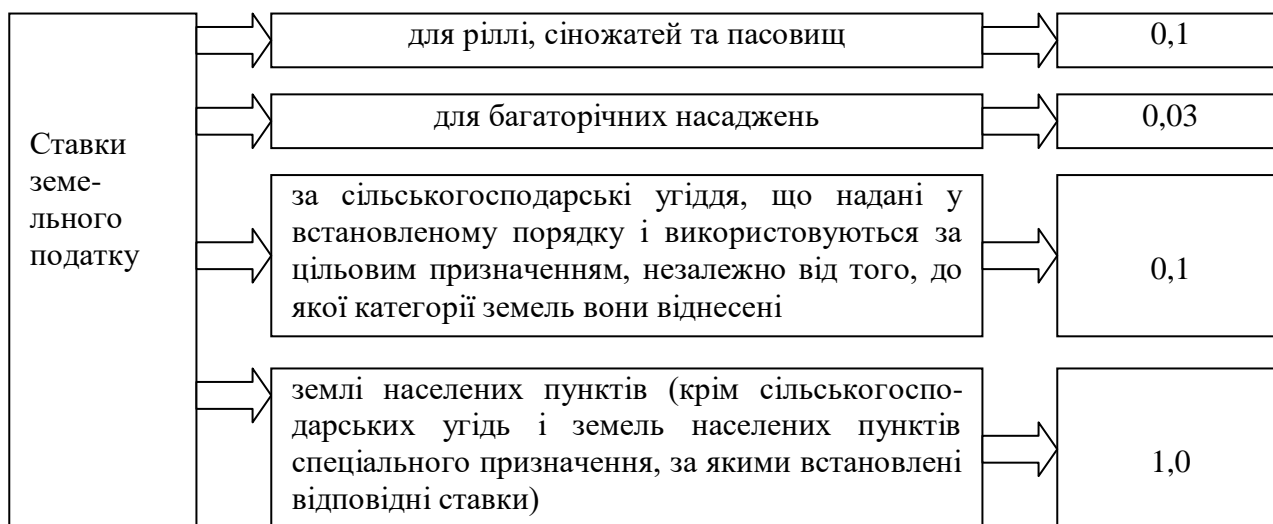 Ставки
земе-
льного
податку
для ріллі, сіножатей та пасовищ
0,1
для багаторічних насаджень
0,03
за сільськогосподарські угіддя, що надані у
встановленому порядку і використовуються за
цільовим призначенням, незалежно від того, до
якої категорії земель вони віднесені
0,1
землі населених пунктів (крім сільськогоспо-
дарських угідь і земель населених пунктів
спеціального призначення, за якими встановлені
відповідні ставки)
1,0